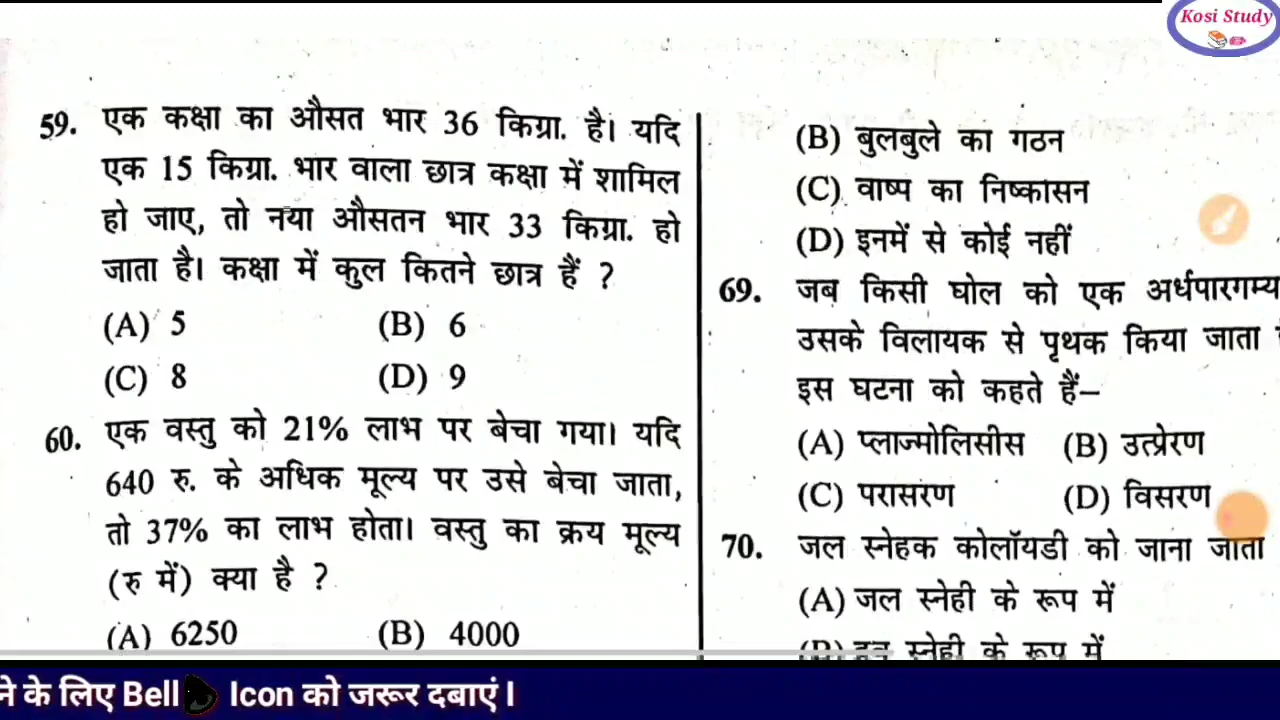 Kosi Study
59. एक कक्षा का औसत भार 36 किग्रा. है। यदि
एक 15 किग्रा. भार वाला छात्र कक्षा में शामिल
हो जाए, तो नया औसतन भार 33 किग्रा. हो
जाता है। कक्षा में कुल कितने छात्र हैं ?
(A) 5 (B) 6
(C) 8 (D) 9
60. एक वस्तु को 21% लाभ पर बेचा गया। यदि
640 रु. के अधिक मूल्य पर उसे बेचा जाता,
तो 37% का लाभ होता। वस्तु का क्रय मूल्य
(रु में) क्या है ?
(A) 6250 (B) 4000
(B) बुलबुले का गठन
(C) वाष्प का निष्कासन
(D) इनमें से कोई नहीं
69. जब किसी घोल को एक अर्धपारगम्य
उसके विलायक से पृथक किया जाता
इस घटना को कहते हैं–
(A) प्लाज्मोलिसीस (B) उत्प्रेरण
(C) परासरण (D) विसरण
70. जल स्नेहक कोलॉयडी को जाना जाता
(A) जल स्नेही के रूप में
स्नेही के रूप में
ने के लिए Bell Icon को जरूर दबाएं।